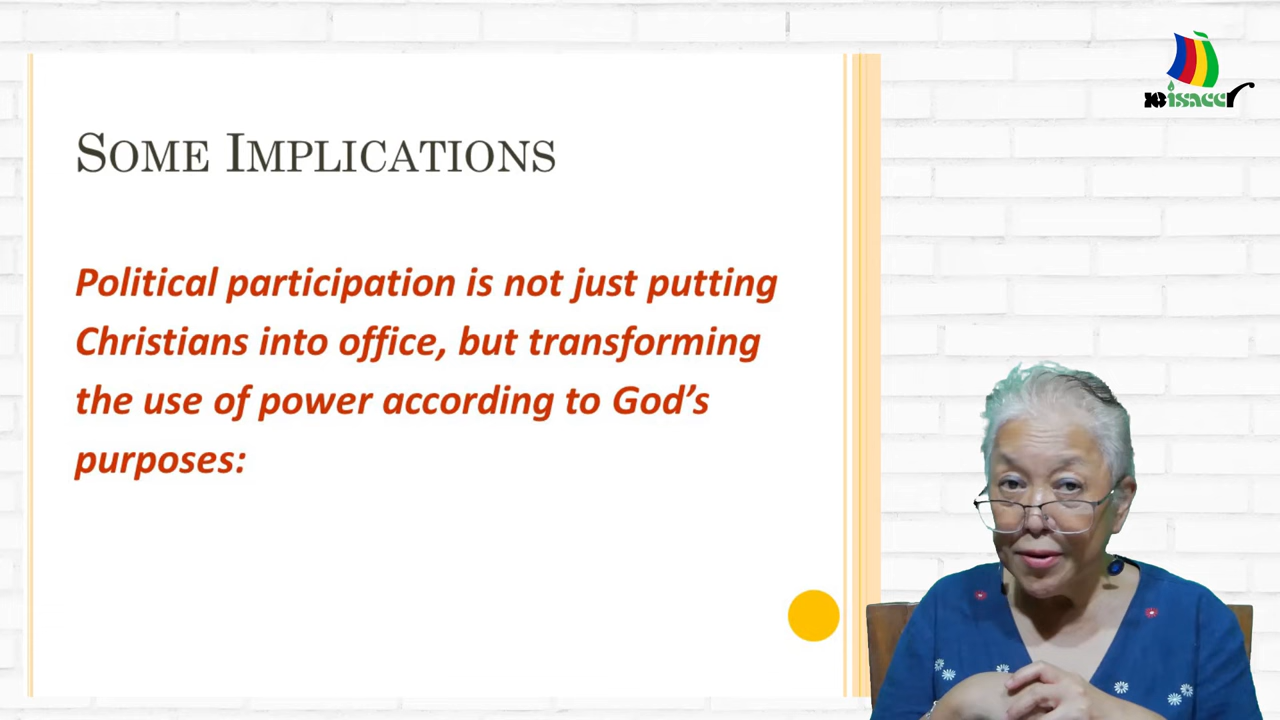 SOME IMPLICATIONS
Political participation is not just putting
Christians into office, but transforming
the use of power according to God’s
purposes:
isacc